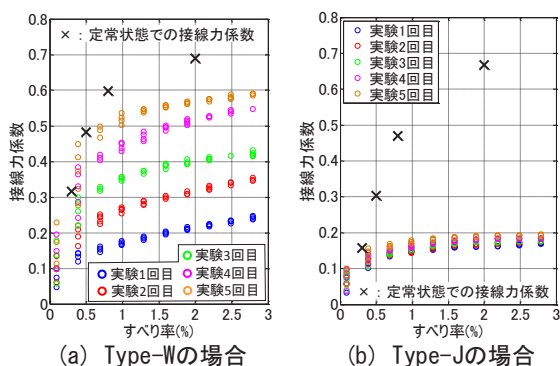 接線力係数
0.8
0.7
0.6
0.5
0.4
0.3
0.2
0.1
0
× : 定常状態での接線力係数
実験1回目
実験2回目
実験3回目
実験4回目
実験5回目
0 0.5 1 1.5 2 2.5 3
すべり率(%)
(a) Type-Wの場合
接線力係数
0.8
0.7
0.6
0.5
0.4
0.3
0.2
0.1
0
実験1回目
実験2回目
実験3回目
実験4回目
実験5回目
× : 定常状態での接線力係数
0 0.5 1 1.5 2 2.5 3
すべり率(%)
(b) Type-Jの場合